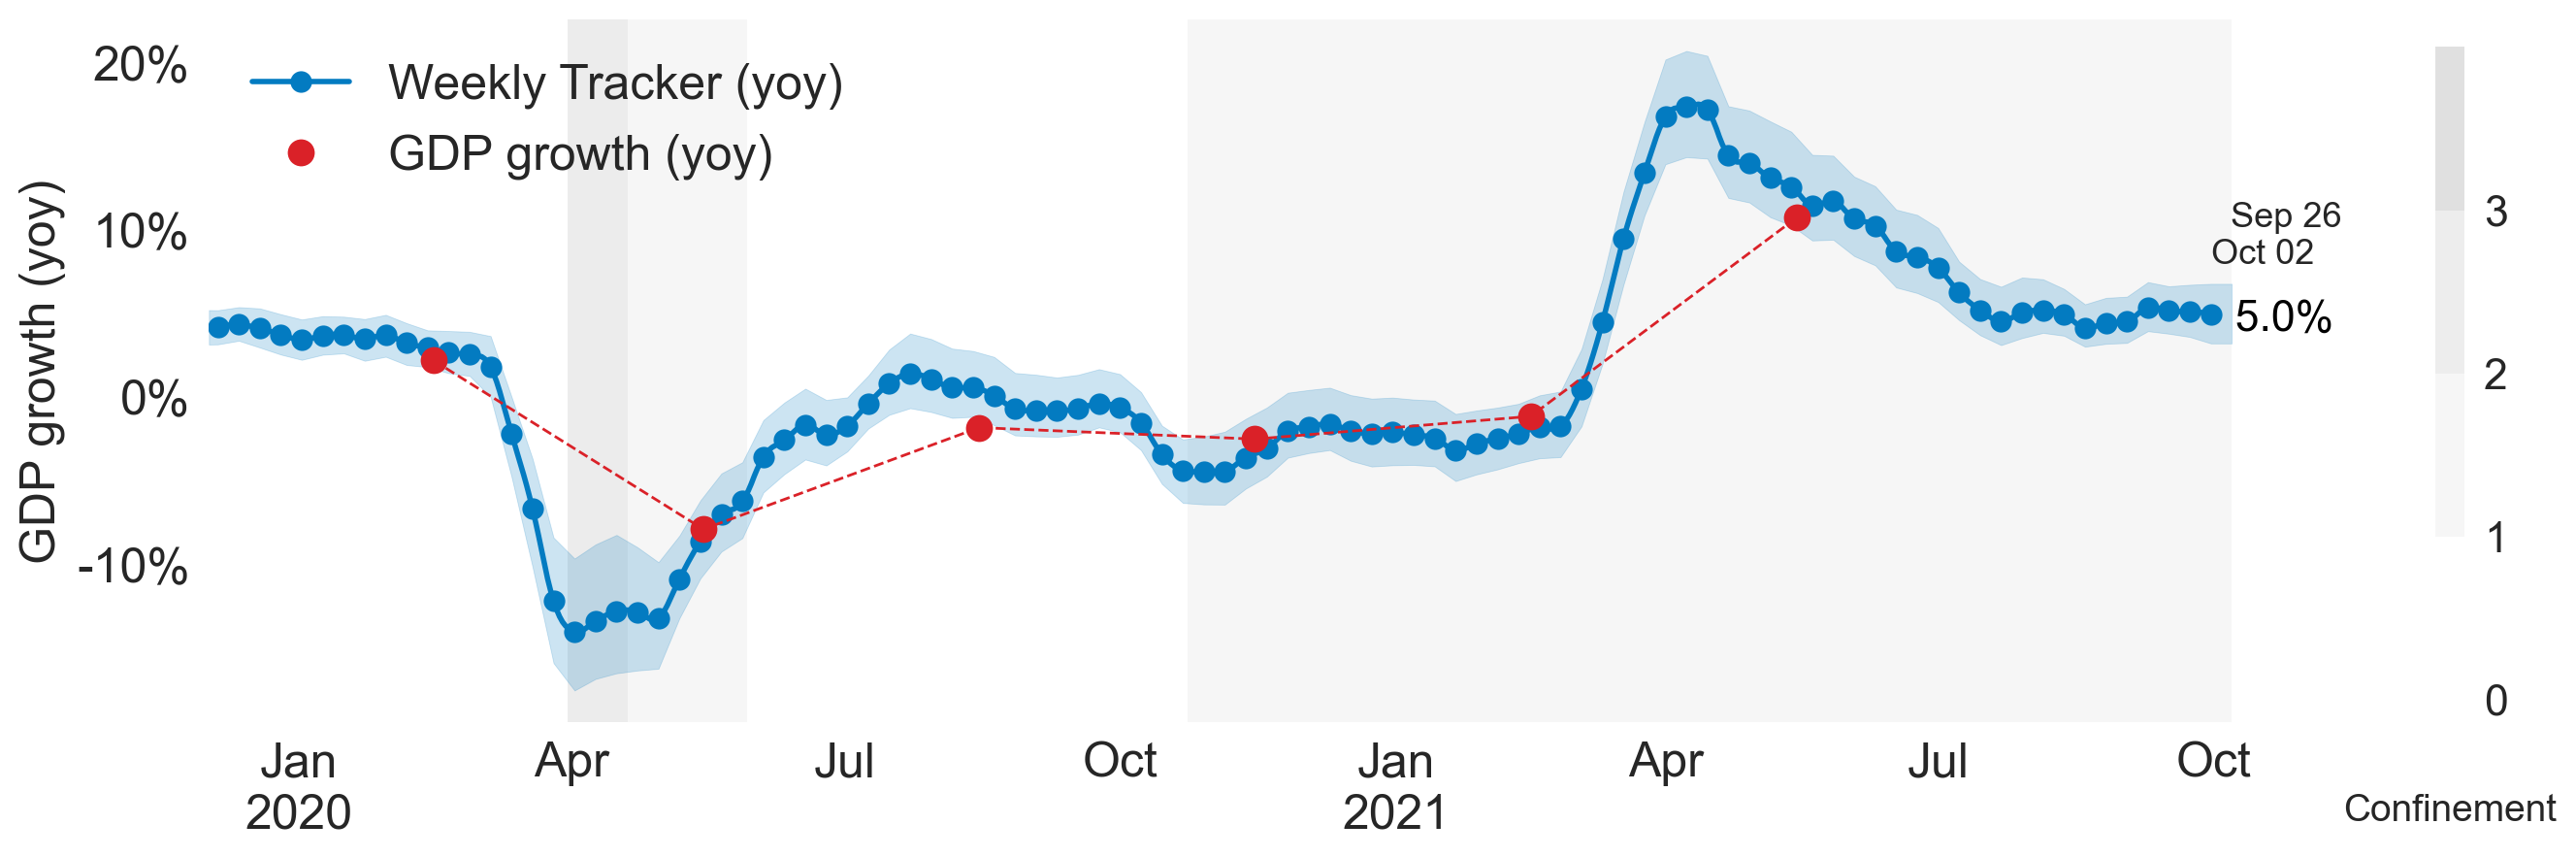 20%
10%
0%
-10%
GDP growth (yoy)
Weekly Tracker (yoy)
GDP growth (yoy)
Sep 26
Oct 02
5.0%
3
2
1
0
Jan
2020
Apr
Jul
Oct
Jan
2021
Apr
Jul
Oct
Confinement